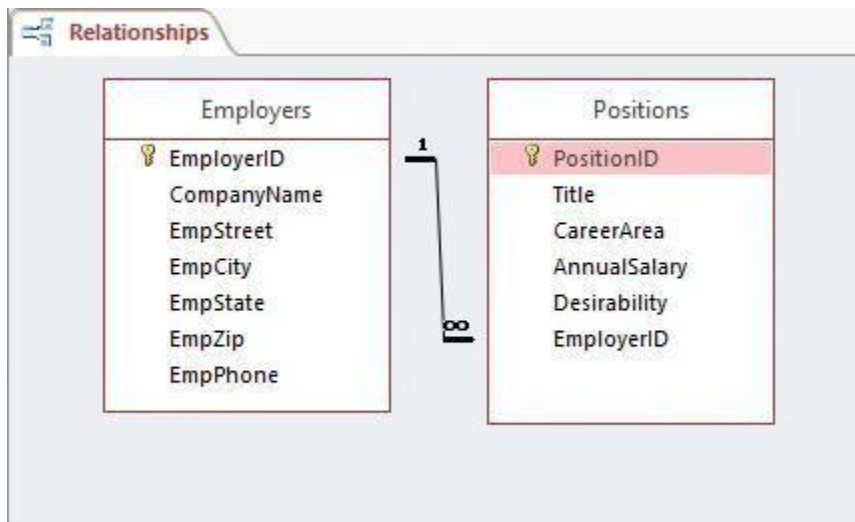 Relationships
Employers
EmployerID
CompanyName
EmpStreet
EmpCity
EmpState
EmpZip
EmpPhone
1
∞
Positions
PositionID
Title
CareerArea
AnnualSalary
Desirability
EmployerID